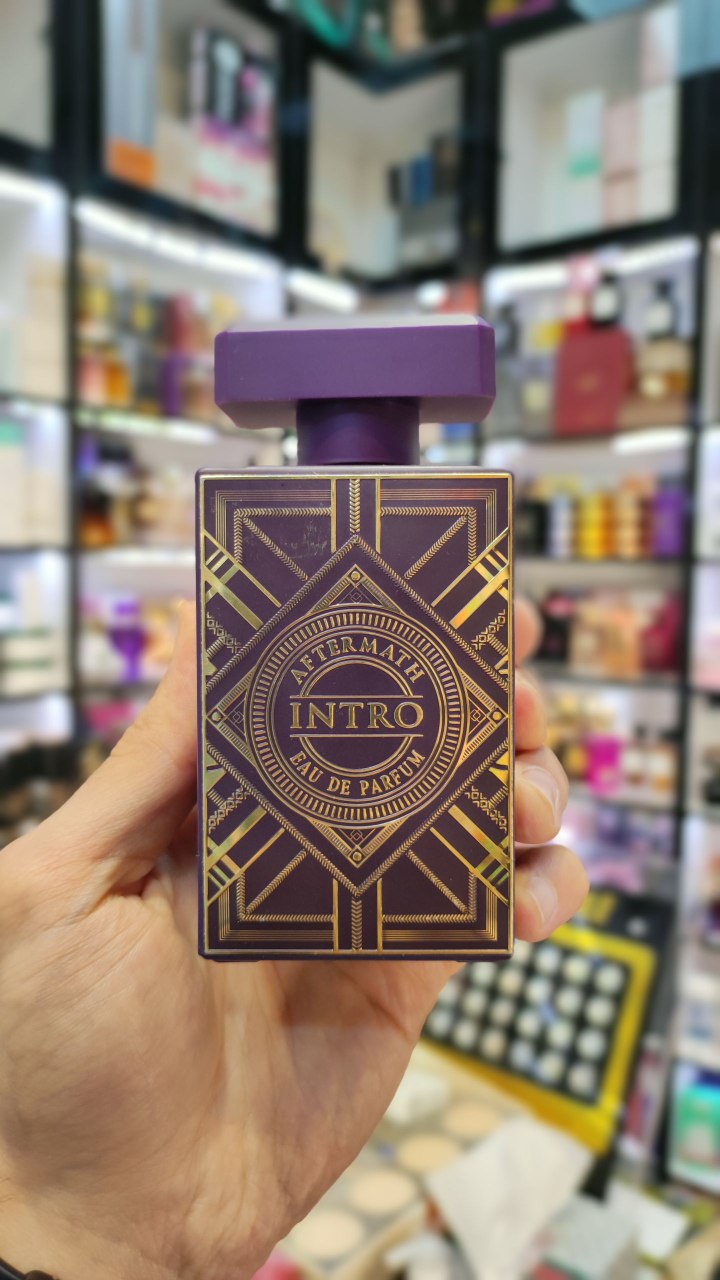 AFTERMATH
INTRO
EAU DE PARFUM